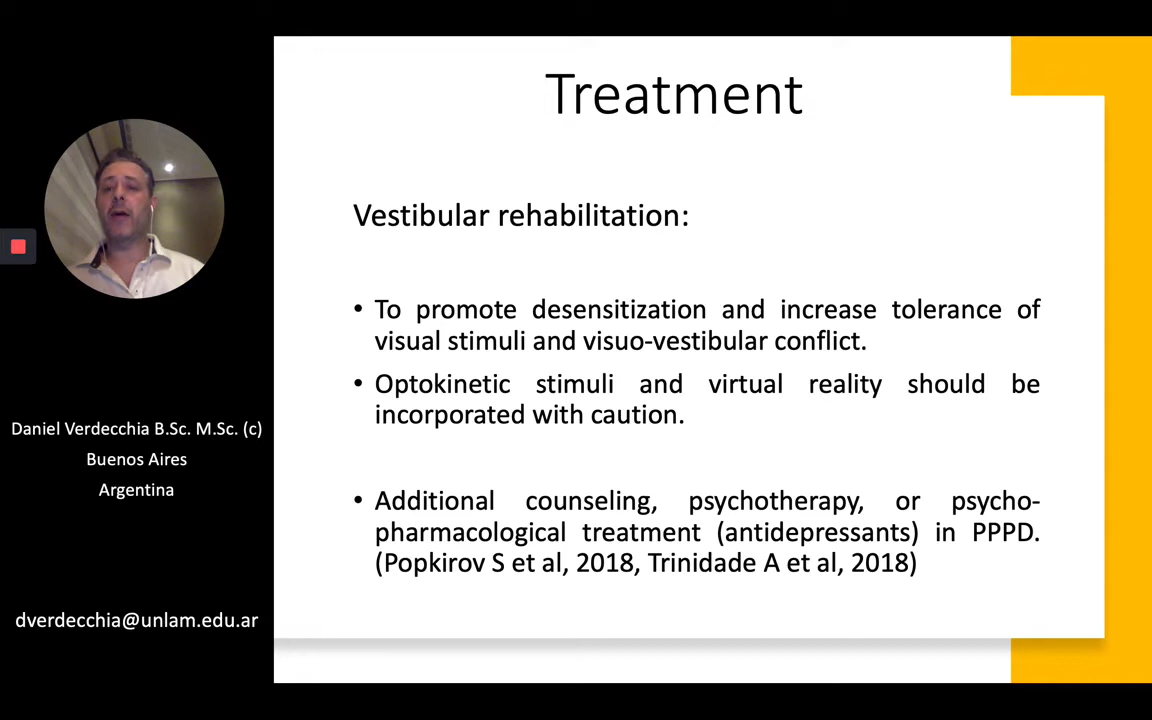 Treatment
Vestibular rehabilitation:
• To promote desensitization and increase tolerance of
visual stimuli and visuo-vestibular conflict.
• Optokinetic stimuli and virtual reality should be
incorporated with caution.
• Additional counseling, psychotherapy, or psycho-
pharmacological treatment (antidepressants) in PPPD.
(Popkirov S et al, 2018, Trinidade A et al, 2018)
Daniel Verdecchia B.Sc. M.Sc. (c)
Buenos Aires
Argentina
dverdecchia@unlam.edu.ar